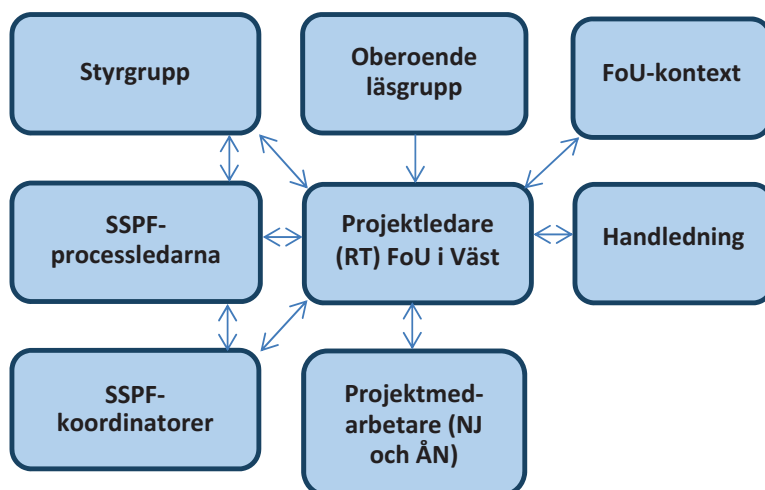 Styrgrupp
Oberoende
läsgrupp
FoU-kontext
SSPF-
processledarna
Projektledare
(RT) FoU i Väst
Handledning
SSPF-
koordinatorer
Projektmed-
arbetare (NJ
och ÅN)